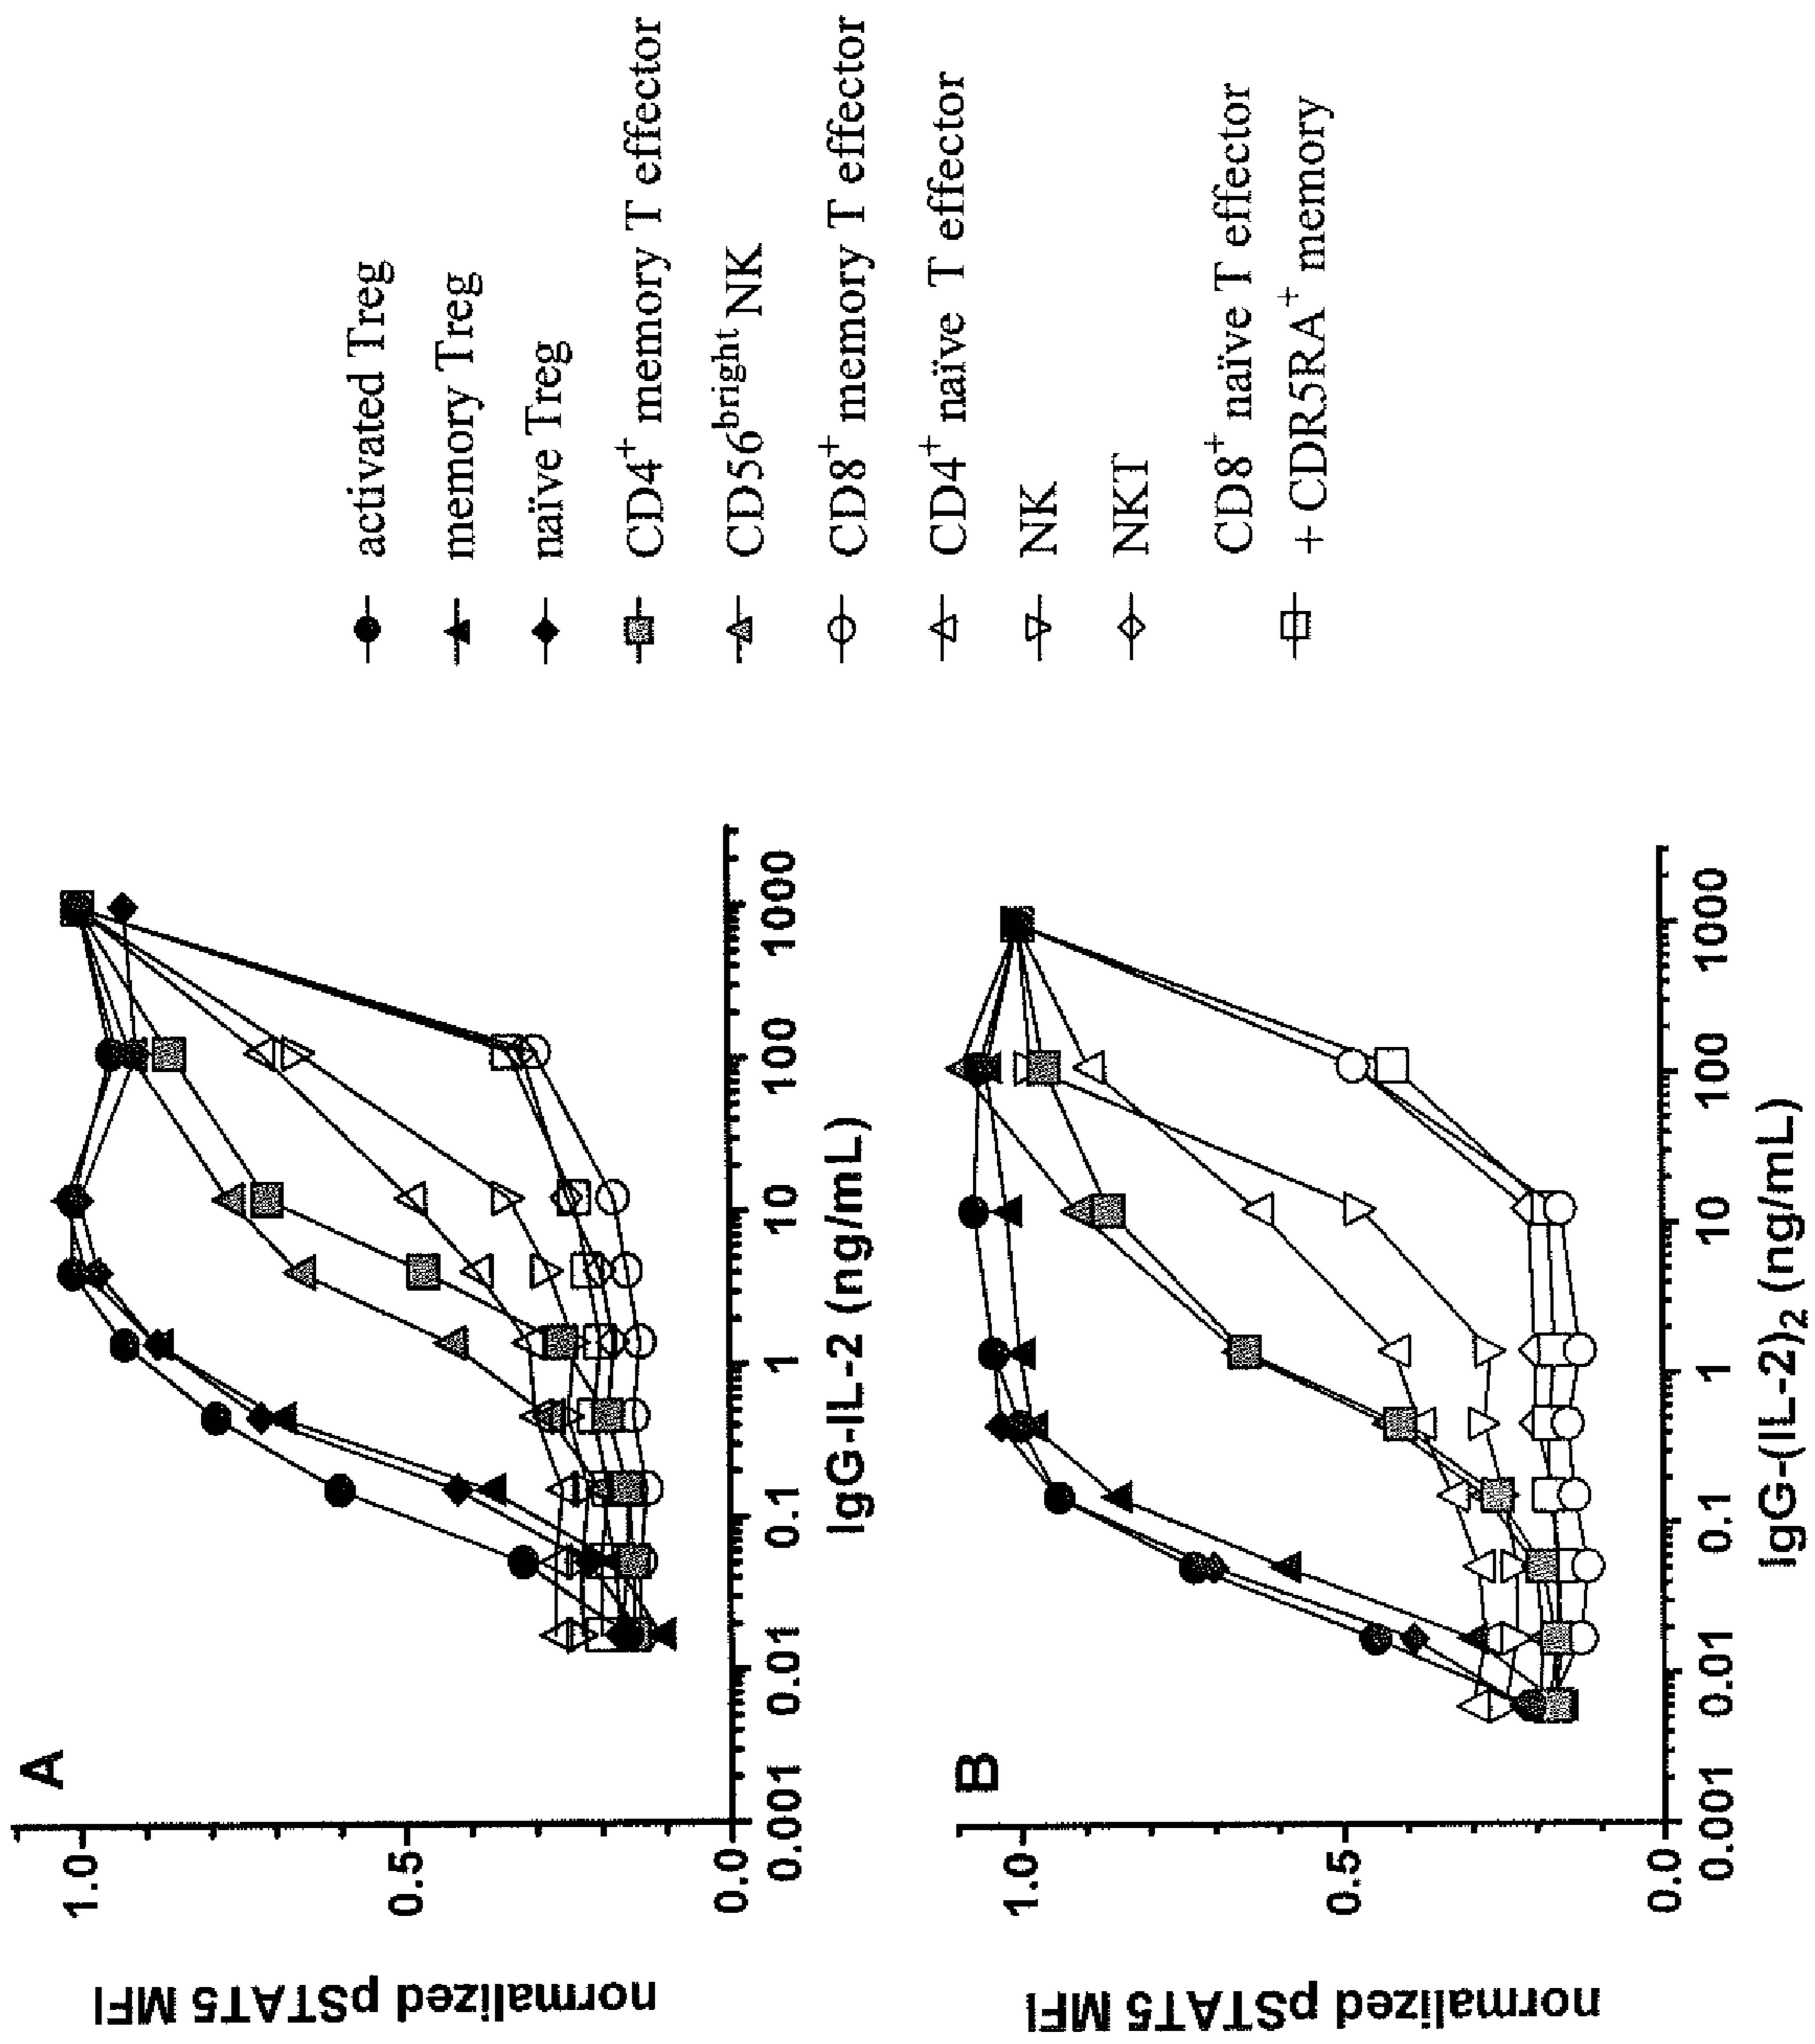 A
normalized pSTAT5 MFI
1.0
0.5
0.0
0.001 0.01 0.1 1 10 100 1000
IgG-IL-2 (ng/mL)
B
normalized pSTAT5 MFI
1.0
0.5
0.0
0.001 0.01 0.1 1 10 100 1000
IgG-(IL-2)₂ (ng/mL)
activated Treg
memory Treg
naïve Treg
CD4⁺ memory T effector
CD56ᵇʳⁱᵍʰᵗ NK
CD8⁺ memory T effector
CD4⁺ naïve T effector
NK
NKT
CD8⁺ naïve T effector
+ CDR5RA⁺ memory